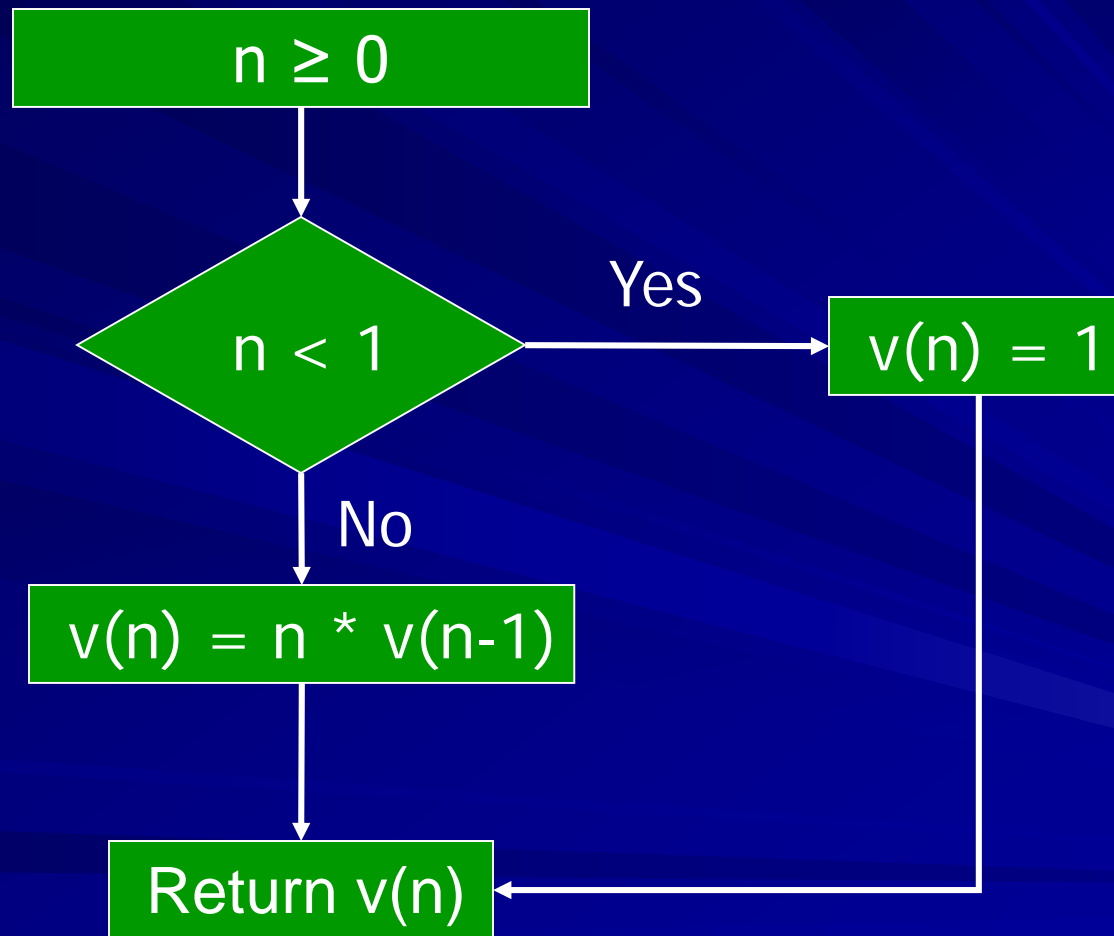 n ≥ 0
n < 1
Yes
v(n) = 1
No
v(n) = n * v(n-1)
Return v(n)